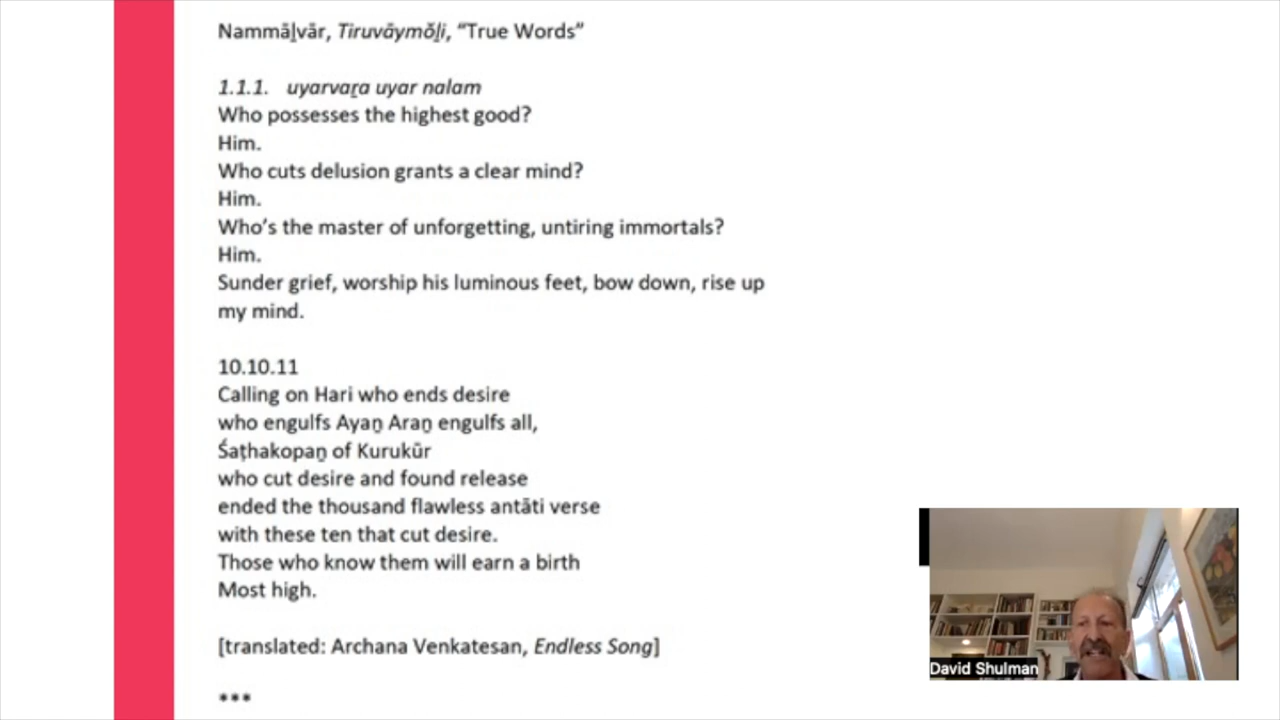 Nammāḻvār, Tiruvāymŏḻi, “True Words”
1.1.1. uyarvaṟa uyar nalam
Who possesses the highest good?
Him.
Who cuts delusion grants a clear mind?
Him.
Who’s the master of unforgetting, untiring immortals?
Him.
Sunder grief, worship his luminous feet, bow down, rise up
my mind.
10.10.11
Calling on Hari who ends desire
who engulfs Ayaṉ Araṉ engulfs all,
Śaṭhakopaṉ of Kurukūr
who cut desire and found release
ended the thousand flawless antāti verse
with these ten that cut desire.
Those who know them will earn a birth
Most high.
[translated: Archana Venkatesan, Endless Song]
***
David Shulman